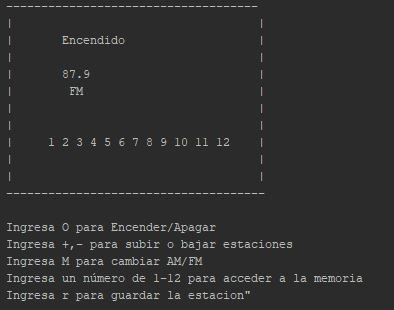 Encendido
87.9
FM
1 2 3 4 5 6 7 8 9 10 11 12
Ingresa O para Encender/Apagar
Ingresa +,- para subir o bajar estaciones
Ingresa M para cambiar AM/FM
Ingresa un número de 1-12 para acceder a la memoria
Ingresa r para guardar la estacion"